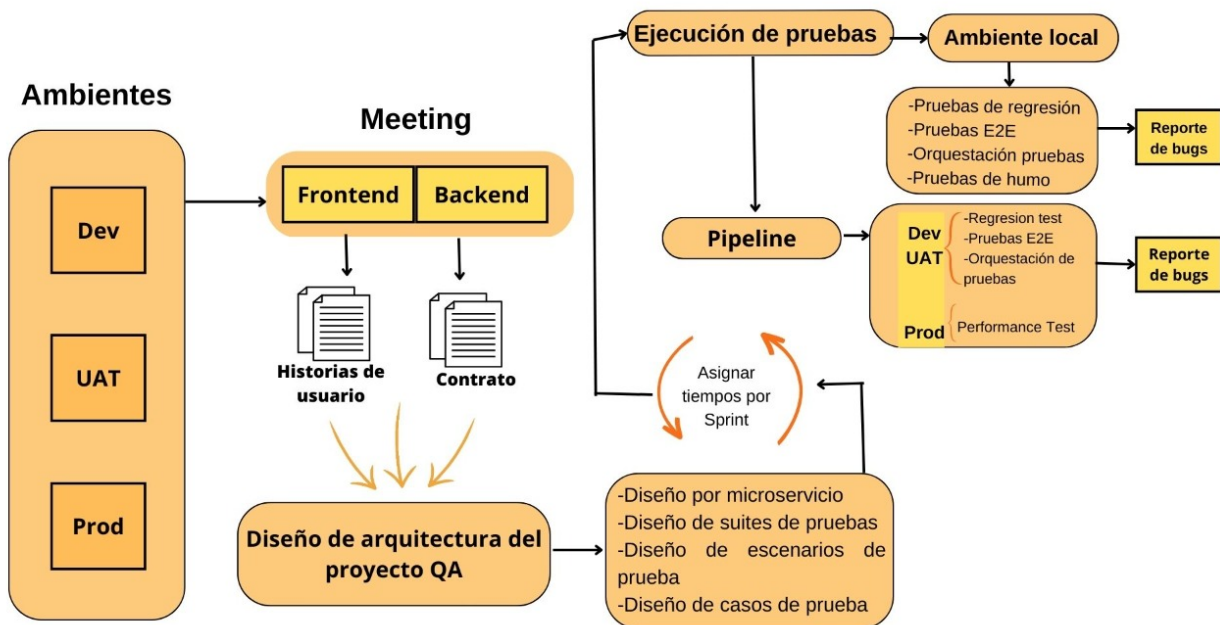 Ambientes
Dev
UAT
Prod
Meeting
Frontend
Backend
Historias de
usuario
Contrato
Diseño de arquitectura del
proyecto QA
-Diseño por microservicio
-Diseño de suites de pruebas
-Diseño de escenarios de
prueba
-Diseño de casos de prueba
Asignar
tiempos por
Sprint
Ejecución de pruebas
Ambiente local
-Pruebas de regresión
-Pruebas E2E
-Orquestación pruebas
-Pruebas de humo
Reporte
de bugs
Pipeline
Dev
UAT
-Regresion test
-Pruebas E2E
-Orquestación de
pruebas
Prod
Performance Test
Reporte
de bugs